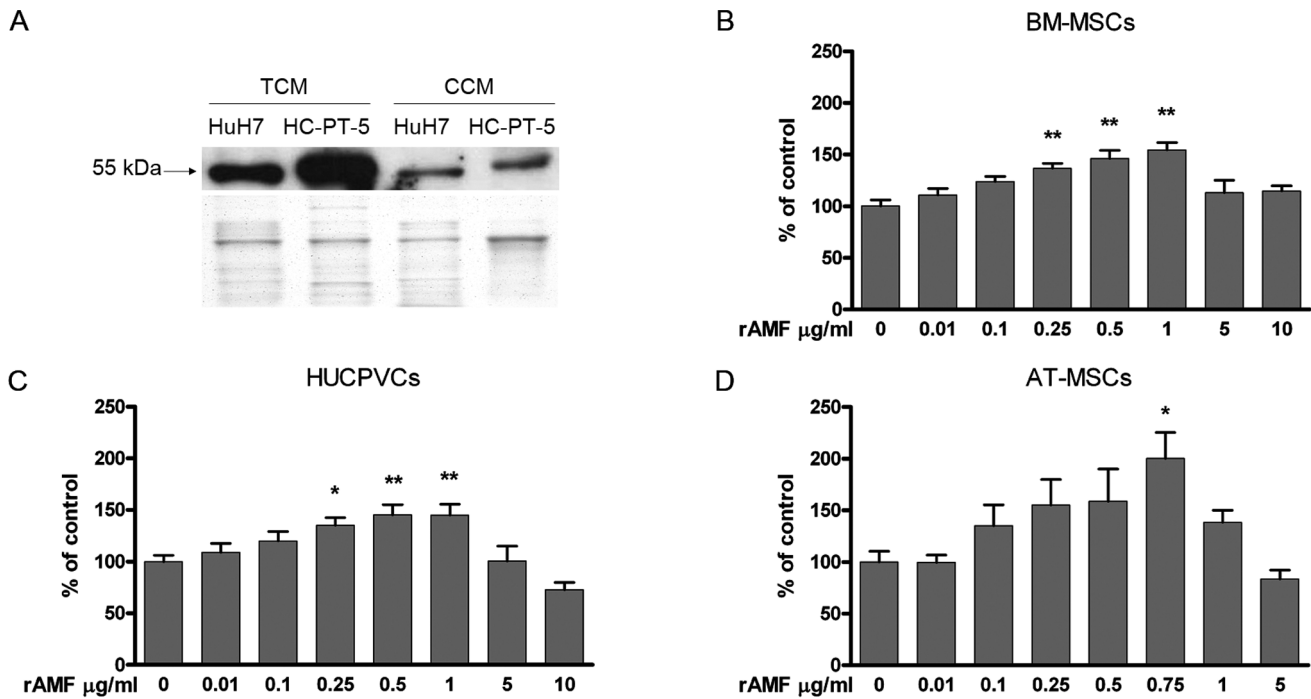 A
TCM CCM
HuH7 HC-PT-5 HuH7 HC-PT-5
55 kDa
B
BM-MSCs
% of control
250
200
150
100
50
0
** ** **
rAMF μg/ml 0 0.01 0.1 0.25 0.5 1 5 10
C
HUCPVCs
% of control
250
200
150
100
50
0
* ** **
rAMF μg/ml 0 0.01 0.1 0.25 0.5 1 5 10
D
AT-MSCs
% of control
250
200
150
100
50
0
*
rAMF μg/ml 0 0.01 0.1 0.25 0.5 0.75 1 5